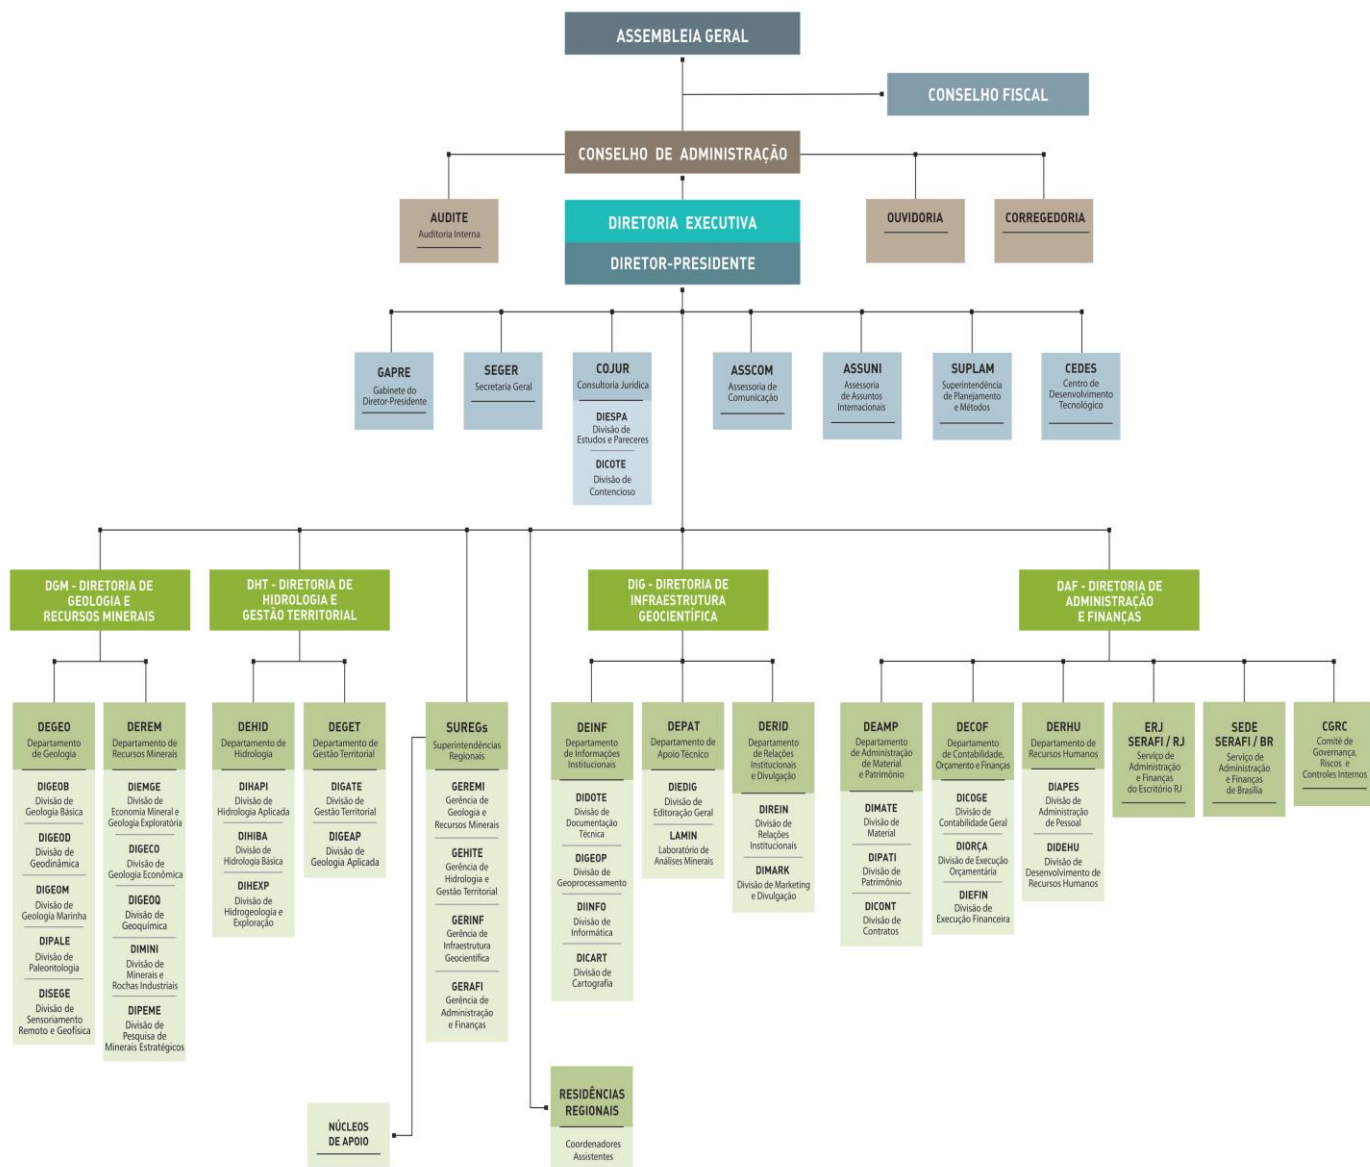 ASSEMBLEIA GERAL
CONSELHO FISCAL
CONSELHO DE ADMINISTRAÇÃO
AUDITE
Auditoria Interna
DIRETORIA EXECUTIVA
DIRETOR-PRESIDENTE
OUVIDORIA
CORREGEDORIA
GAPRE
Gabinete do
Diretor-Presidente
SEGER
Secretaria Geral
COJUR
Consultoria Jurídica
DIESPA
Divisão de
Estudos e Pareceres
DICOTE
Divisão de
Contencioso
ASSCOM
Assessoria de
Comunicação
ASSUNI
Assessoria
de Assuntos
Internacionais
SUPLAM
Superintendência
de Planejamento
e Métodos
CEDES
Centro de
Desenvolvimento
Tecnológico
DGM - DIRETORIA DE
GEOLOGIA E
RECURSOS MINERAIS
DHT - DIRETORIA DE
HIDROLOGIA E
GESTÃO TERRITORIAL
DIG - DIRETORIA DE
INFRAESTRUTURA
GEOCIENTÍFICA
DAF - DIRETORIA DE
ADMINISTRAÇÃO
E FINANÇAS
DEGEO
Departamento
de Geologia
DIGEOB
Divisão de
Geologia Básica
DIGEOD
Divisão de
Geodinâmica
DIGEOM
Divisão de
Geologia Marinha
DIPALE
Divisão de
Paleontologia
DISEGE
Divisão de
Sensoriamento
Remoto e Geofísica
DEREM
Departamento de
Recursos Minerais
DIEMGE
Divisão de
Economia Mineral e
Geologia Exploratória
DIGECO
Divisão de
Geologia Econômica
DIGEOQ
Divisão de
Geoquímica
DIMINI
Divisão de
Minerais e
Rochas Industriais
DIPEME
Divisão de
Pesquisa de
Minerais Estratégicos
DEHID
Departamento de
Hidrologia
DIHAPI
Divisão de
Hidrologia Aplicada
DIHIBA
Divisão de
Hidrologia Básica
DIHEXP
Divisão de
Hidrogeologia e
Exploração
DEGET
Departamento de
Gestão Territorial
DIGATE
Divisão de
Gestão Territorial
DIGEAP
Divisão de
Geologia Aplicada
SUREGs
Superintendências
Regionais
GEREMI
Gerência de
Geologia e
Recursos Minerais
GEHITE
Gerência de
Hidrologia e
Gestão Territorial
GERINF
Gerência de
Infraestrutura
Geocientífica
GERAFI
Gerência de
Administração
e Finanças
DEINF
Departamento
de Informações
Institucionais
DIDOTE
Divisão de
Documentação
Técnica
DIGEOP
Divisão de
Geoprocessamento
DIINFO
Divisão de
Informática
DICART
Divisão de
Cartografia
DEPAT
Departamento de
Apoio Técnico
DIEDIG
Divisão de
Editoração Geral
LAMIN
Laboratório de
Análises Minerais
DERID
Departamento
de Relações
Institucionais
e Divulgação
DIREIN
Divisão de
Relações
Institucionais
DIMARK
Divisão de Marketing
e Divulgação
DEAMP
Departamento
de Administração
de Material
e Patrimônio
DIMATE
Divisão de
Material
DIPATI
Divisão de
Patrimônio
DICONT
Divisão de
Contratos
DECOF
Departamento
de Contabilidade,
Orçamento e Finanças
DICOGE
Divisão de
Contabilidade Geral
DIORÇA
Divisão de Execução
Orçamentária
DIEFIN
Divisão de
Execução Financeira
DERHU
Departamento de
Recursos Humanos
DIAPES
Divisão de
Administração
de Pessoal
DIDEHU
Divisão de
Desenvolvimento de
Recursos Humanos
ERJ
SERAFI / RJ
Serviço de
Administração
e Finanças
do Escritório RJ
SEDE
SERAFI / BR
Serviço de
Administração
e Finanças
de Brasília
CGRC
Comitê de
Governança,
Riscos e
Controles Internos
NÚCLEOS
DE APOIO
RESIDÊNCIAS
REGIONAIS
Coordenadores
Assistentes